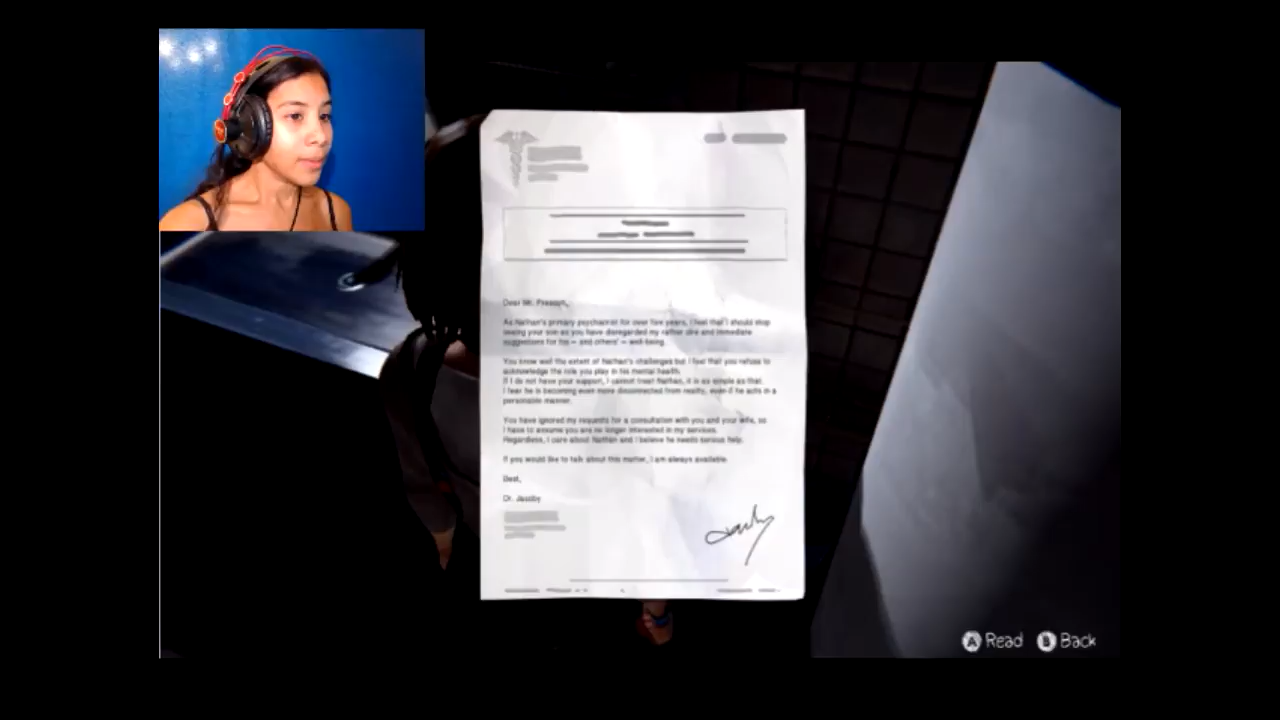 Dear Mr. Prescott,
As Nathan's primary psychiatrist for over five years, I feel that I should stop
seeing your son as you have disregarded my rather dire and immediate
suggestions for his — and others' — well-being.
You know well the extent of Nathan's challenges but I feel that you refuse to
acknowledge the role you play in his mental health.
If I do not have your support, I cannot treat Nathan, it is as simple as that.
I fear he is becoming even more disconnected from reality, even if he acts in a
personable manner.
You have ignored my requests for a consultation with you and your wife, so
I have to assume you are no longer interested in my services.
Regardless, I care about Nathan and I believe he needs serious help.
If you would like to talk about this matter, I am always available.
Best,
Dr. Jacoby
A Read B Back